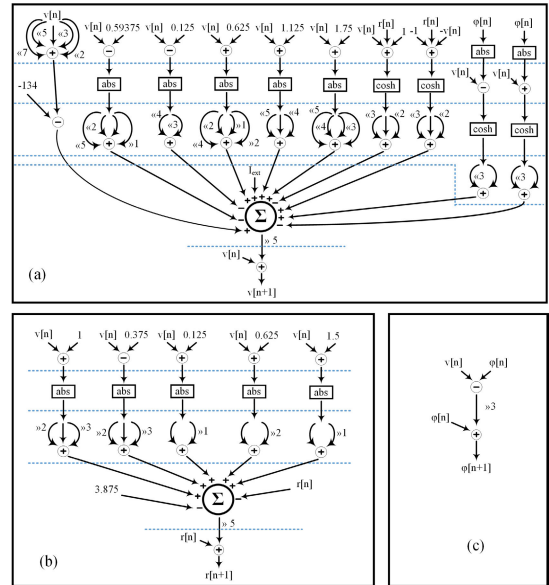 v[n] v[n] 0.59375 v[n] 0.125 v[n] 0.625 v[n] 1.125 v[n] 1.75 r[n] 1 r[n] -1 -v[n] φ[n] φ[n]
«7 «5 «3 «2 + − − + + + + + abs abs
-134 abs abs abs abs abs cosh cosh v[n] − v[n] +
− «5 «2 »1 «4 «3 «4 «2 «1 »2 «5 «4 «5 «4 «3 «3 «2 «3 «2 cosh cosh
+ + + + + + + «3 «3
I_ext + +
Σ
» 5
v[n] +
(a) v[n+1]
v[n] 1 v[n] 0.375 v[n] 0.125 v[n] 0.625 v[n] 1.5
+ − + + +
abs abs abs abs abs
»2 »3 »2 »3 »1 »2 »1
+ + + + +
3.875 Σ r[n]
» 5
r[n] +
(b) r[n+1]
v[n] φ[n]
−
»3
φ[n] +
φ[n+1]
(c)